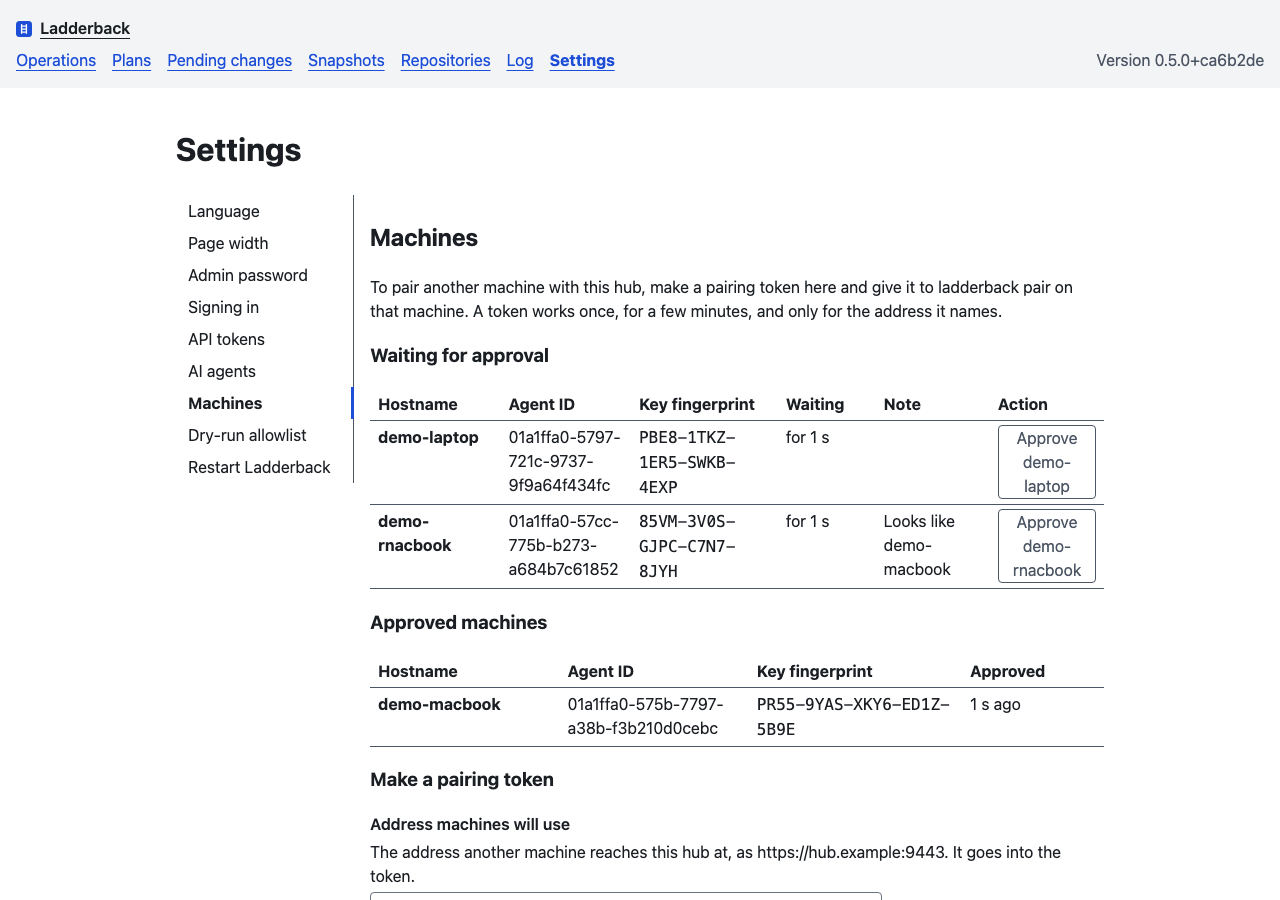 Ladderback
Operations Plans Pending changes Snapshots Repositories Log Settings Version 0.5.0+ca6b2de
Settings
Language
Page width
Admin password
Signing in
API tokens
AI agents
Machines
Dry-run allowlist
Restart Ladderback
Machines
To pair another machine with this hub, make a pairing token here and give it to ladderback pair on
that machine. A token works once, for a few minutes, and only for the address it names.
Waiting for approval
Hostname Agent ID Key fingerprint Waiting Note Action
demo-laptop 01a1ffa0-5797- PBE8-1TKZ- for 1 s Approve
721c-9737- 1ER5-SWKB- demo-
9f9a64f434fc 4EXP laptop
demo- 01a1ffa0-57cc- 85VM-3V0S- for 1 s Looks like Approve
rnacbook 775b-b273- GJPC-C7N7- demo- demo-
a684b7c61852 8JYH macbook rnacbook
Approved machines
Hostname Agent ID Key fingerprint Approved
demo-macbook 01a1ffa0-575b-7797- PR55-9YAS-XKY6-ED1Z- 1 s ago
a38b-f3b210d0cebc 5B9E
Make a pairing token
Address machines will use
The address another machine reaches this hub at, as https://hub.example:9443. It goes into the
token.